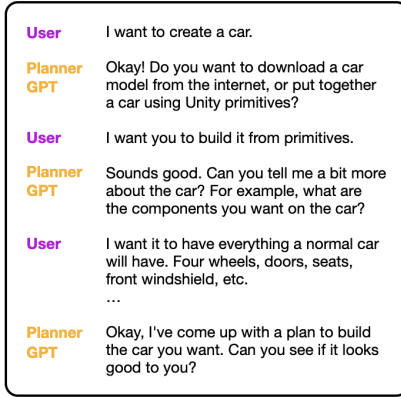 User I want to create a car.
Planner Okay! Do you want to download a car
GPT model from the internet, or put together
a car using Unity primitives?
User I want you to build it from primitives.
Planner Sounds good. Can you tell me a bit more
GPT about the car? For example, what are
the components you want on the car?
User I want it to have everything a normal car
will have. Four wheels, doors, seats,
front windshield, etc.
...
Planner Okay, I've come up with a plan to build
GPT the car you want. Can you see if it looks
good to you?